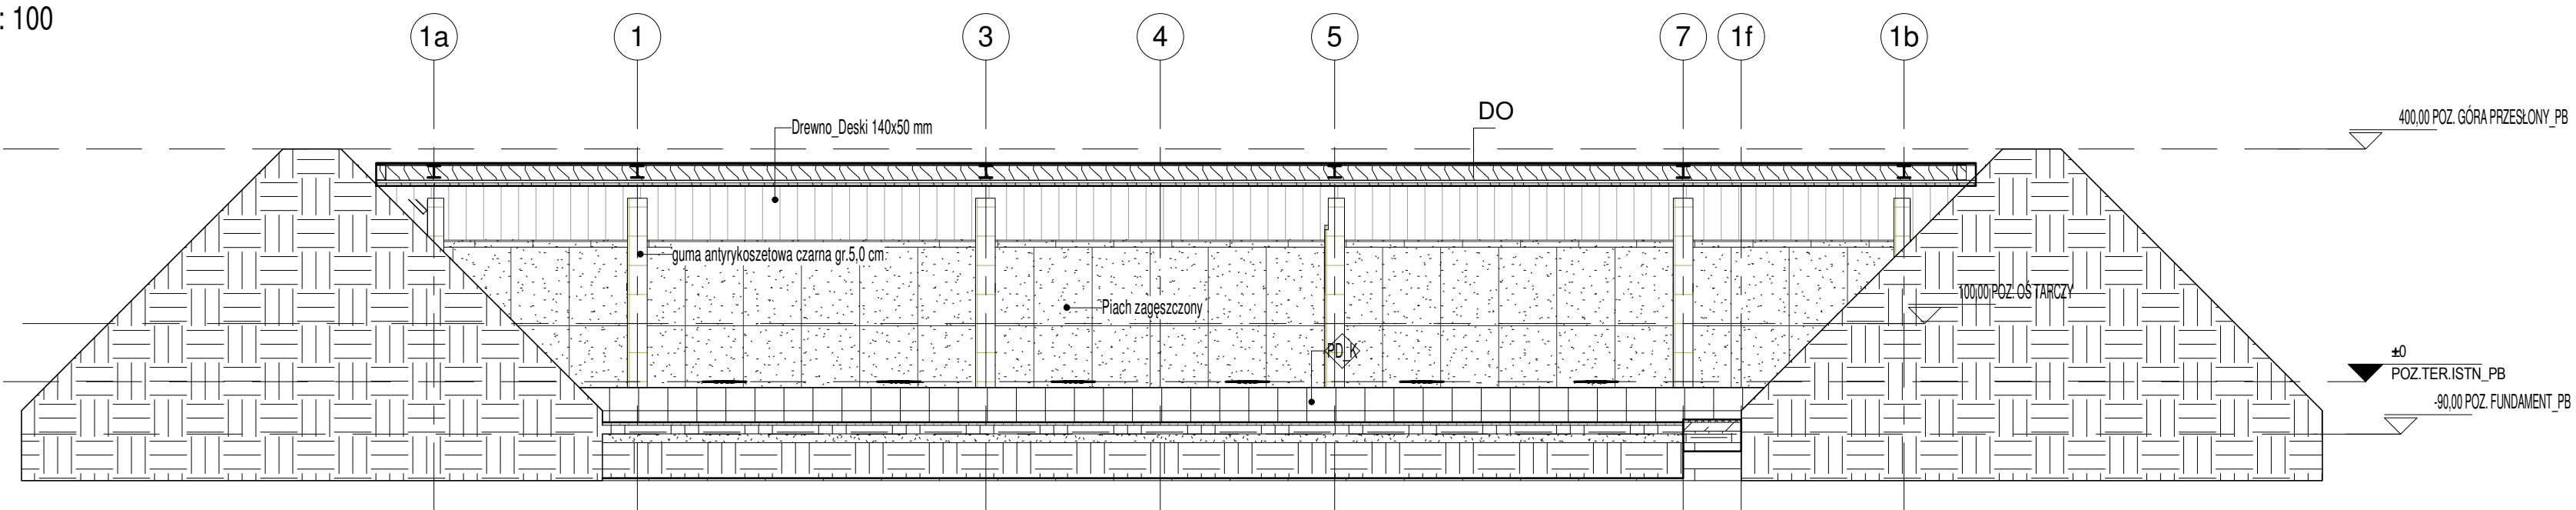 : 100
1a
1
3
4
5
7
1f
1b
DO
400,00 POZ. GÓRA PRZESŁONY_PB
Drewno_Deski 140x50 mm
guma antyrykoszetowa czarna gr.5,0 cm
100,00 POZ. OŚ TARCZY
Piach zagęszczony
PD_K
±0
POZ.TER.ISTN_PB
-90,00 POZ. FUNDAMENT_PB